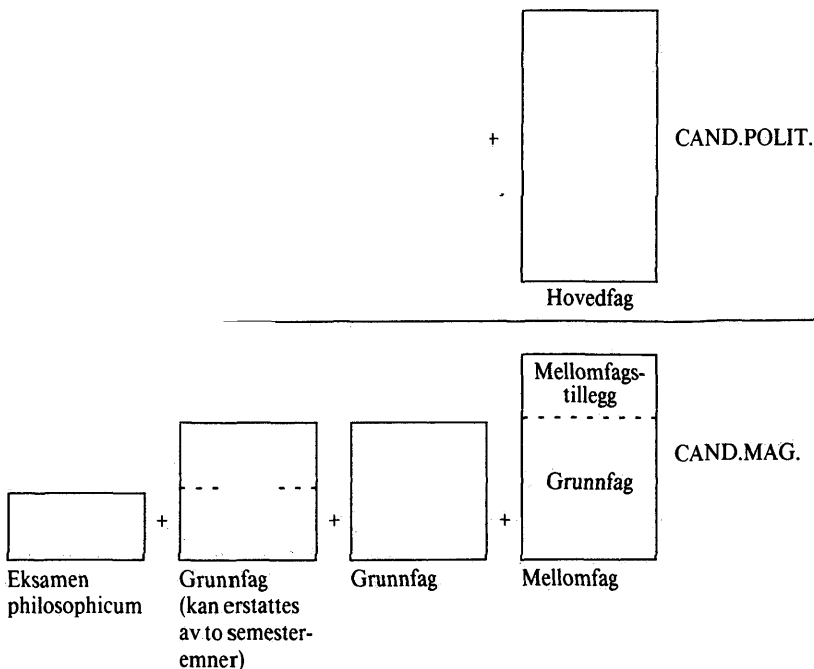 +
CAND.POLIT.
Hovedfag
Mellomfags-
tillegg
CAND.MAG.
Grunnfag
+
+
+
Eksamen
philosophicum
Grunnfag
(kan erstattes
av to semester-
emner)
Grunnfag
Mellomfag